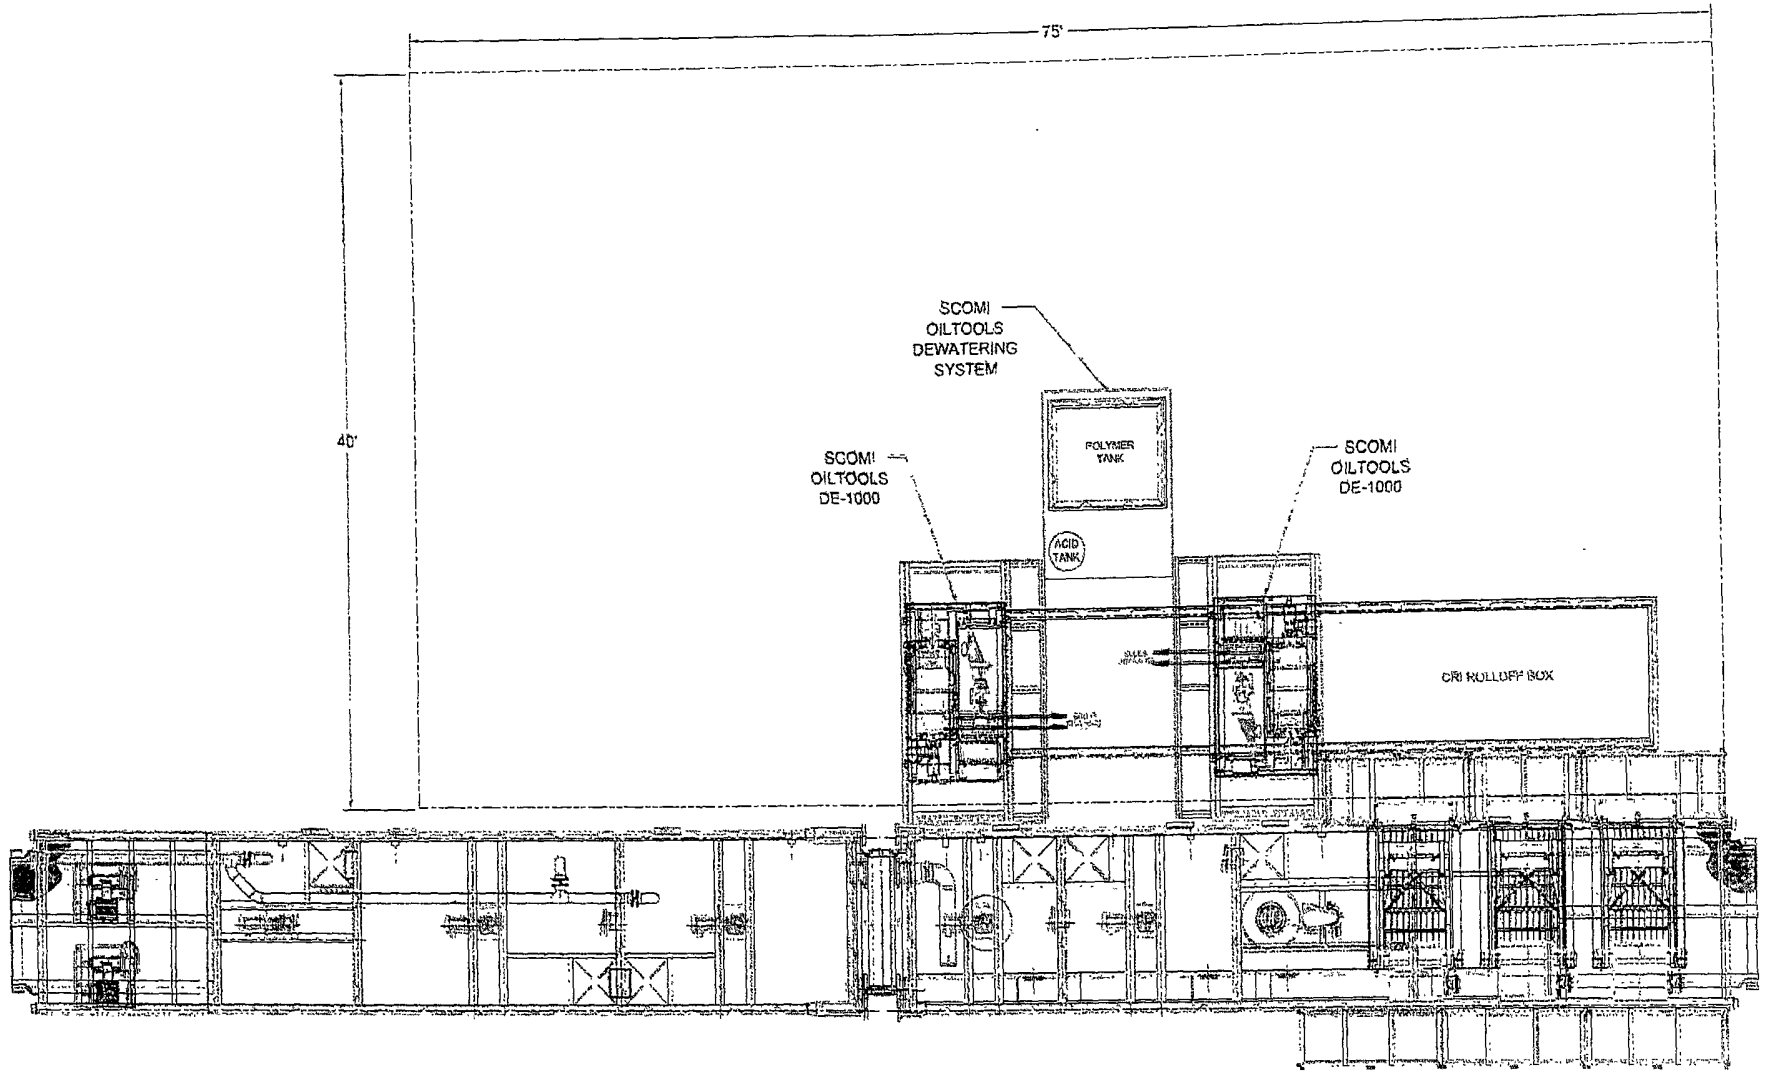 75'
40'
SCOMI
OILTOOLS
DEWATERING
SYSTEM
POLYMER
TANK
SCOMI
OILTOOLS
DE-1000
SCOMI
OILTOOLS
DE-1000
ACID
TANK
CRI ROLLOFF BOX